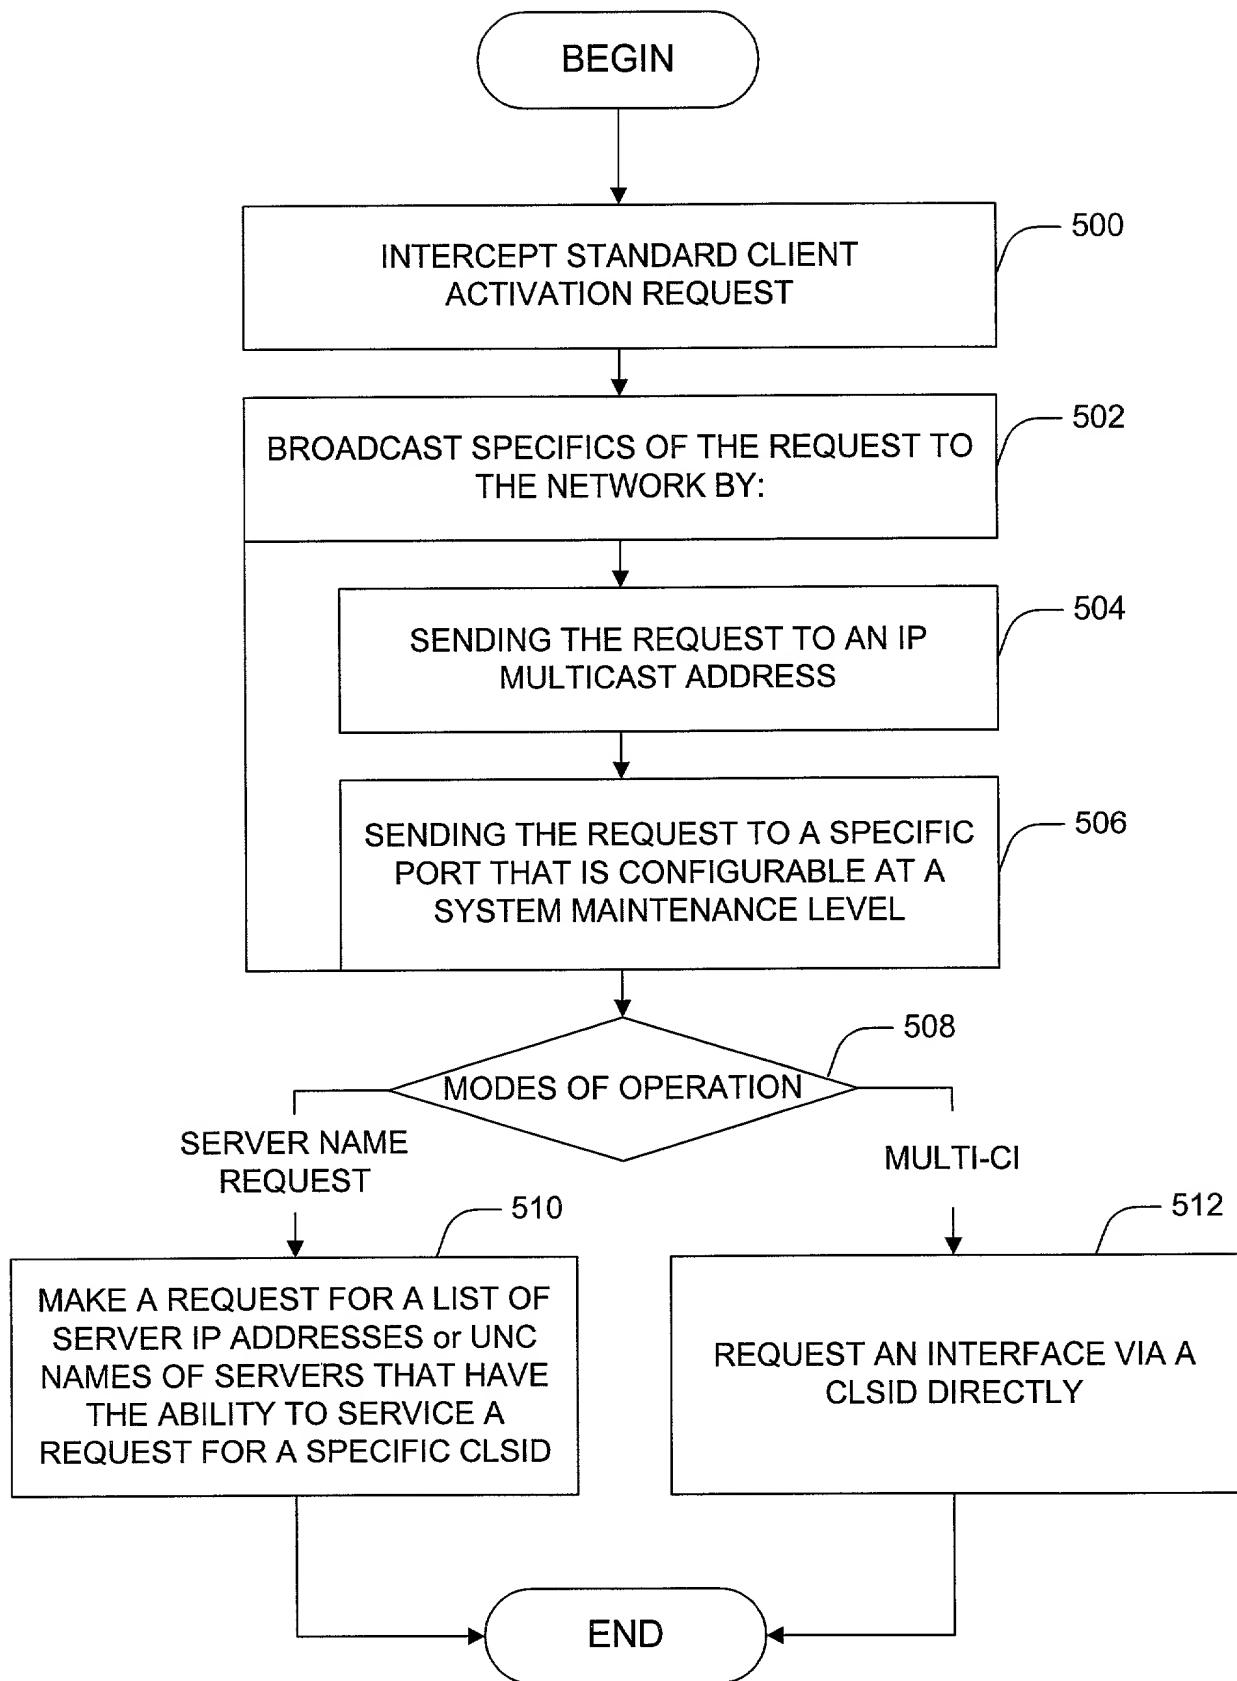 BEGIN
500
INTERCEPT STANDARD CLIENT
ACTIVATION REQUEST
502
BROADCAST SPECIFICS OF THE REQUEST TO
THE NETWORK BY:
504
SENDING THE REQUEST TO AN IP
MULTICAST ADDRESS
506
SENDING THE REQUEST TO A SPECIFIC
PORT THAT IS CONFIGURABLE AT A
SYSTEM MAINTENANCE LEVEL
508
MODES OF OPERATION
SERVER NAME
REQUEST
MULTI-CI
510
MAKE A REQUEST FOR A LIST OF
SERVER IP ADDRESSES or UNC
NAMES OF SERVERS THAT HAVE
THE ABILITY TO SERVICE A
REQUEST FOR A SPECIFIC CLSID
512
REQUEST AN INTERFACE VIA A
CLSID DIRECTLY
END